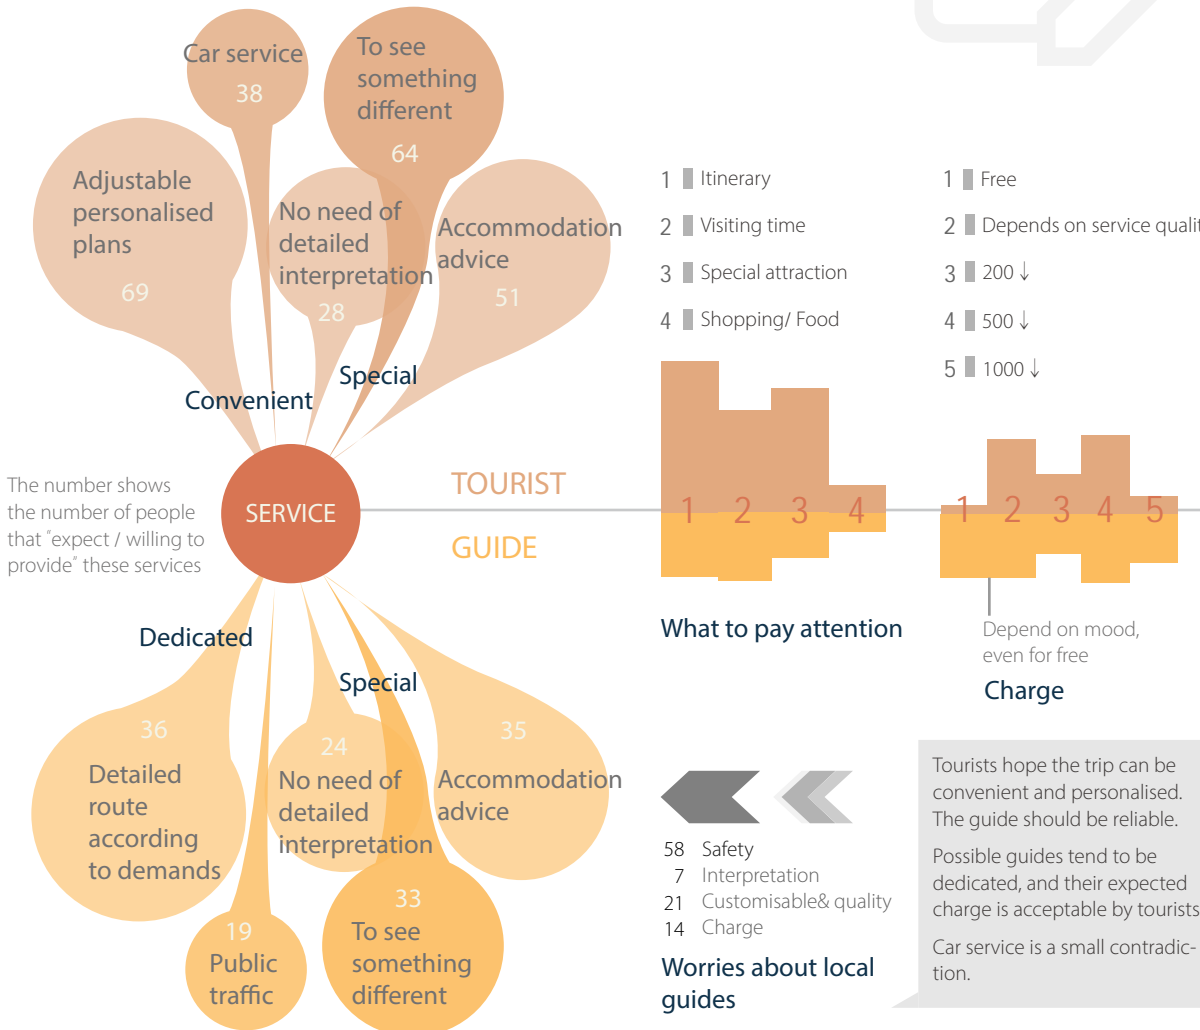 Car service
38
To see
something
different
64
Adjustable
personalised
plans
69
No need of
detailed
interpretation
28
Accommodation
advice
51
Special
Convenient
The number shows
the number of people
that "expect / willing to
provide" these services
SERVICE
TOURIST
GUIDE
Dedicated
Special
36
Detailed
route
according
to demands
19
Public
traffic
24
No need of
detailed
interpretation
33
To see
something
different
35
Accommodation
advice
1 Itinerary
2 Visiting time
3 Special attraction
4 Shopping/ Food
1 2 3 4
What to pay attention
1 Free
2 Depends on service qualit
3 200 ↓
4 500 ↓
5 1000 ↓
1 2 3 4 5
Depend on mood,
even for free
Charge
58 Safety
7 Interpretation
21 Customisable& quality
14 Charge
Worries about local
guides
Tourists hope the trip can be
convenient and personalised.
The guide should be reliable.
Possible guides tend to be
dedicated, and their expected
charge is acceptable by tourists
Car service is a small contradic-
tion.